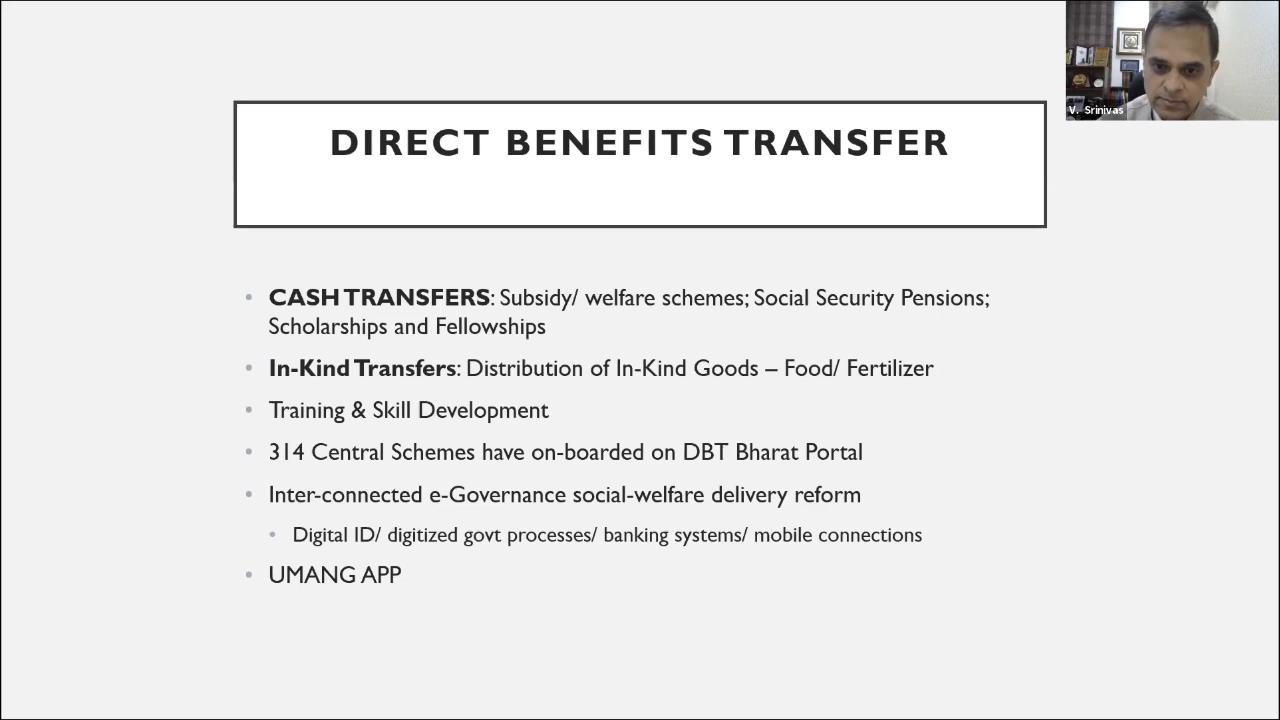 V. Srinivas
DIRECT BENEFITS TRANSFER
• CASH TRANSFERS: Subsidy/ welfare schemes; Social Security Pensions;
Scholarships and Fellowships
• In-Kind Transfers: Distribution of In-Kind Goods – Food/ Fertilizer
• Training & Skill Development
• 314 Central Schemes have on-boarded on DBT Bharat Portal
• Inter-connected e-Governance social-welfare delivery reform
• Digital ID/ digitized govt processes/ banking systems/ mobile connections
• UMANG APP